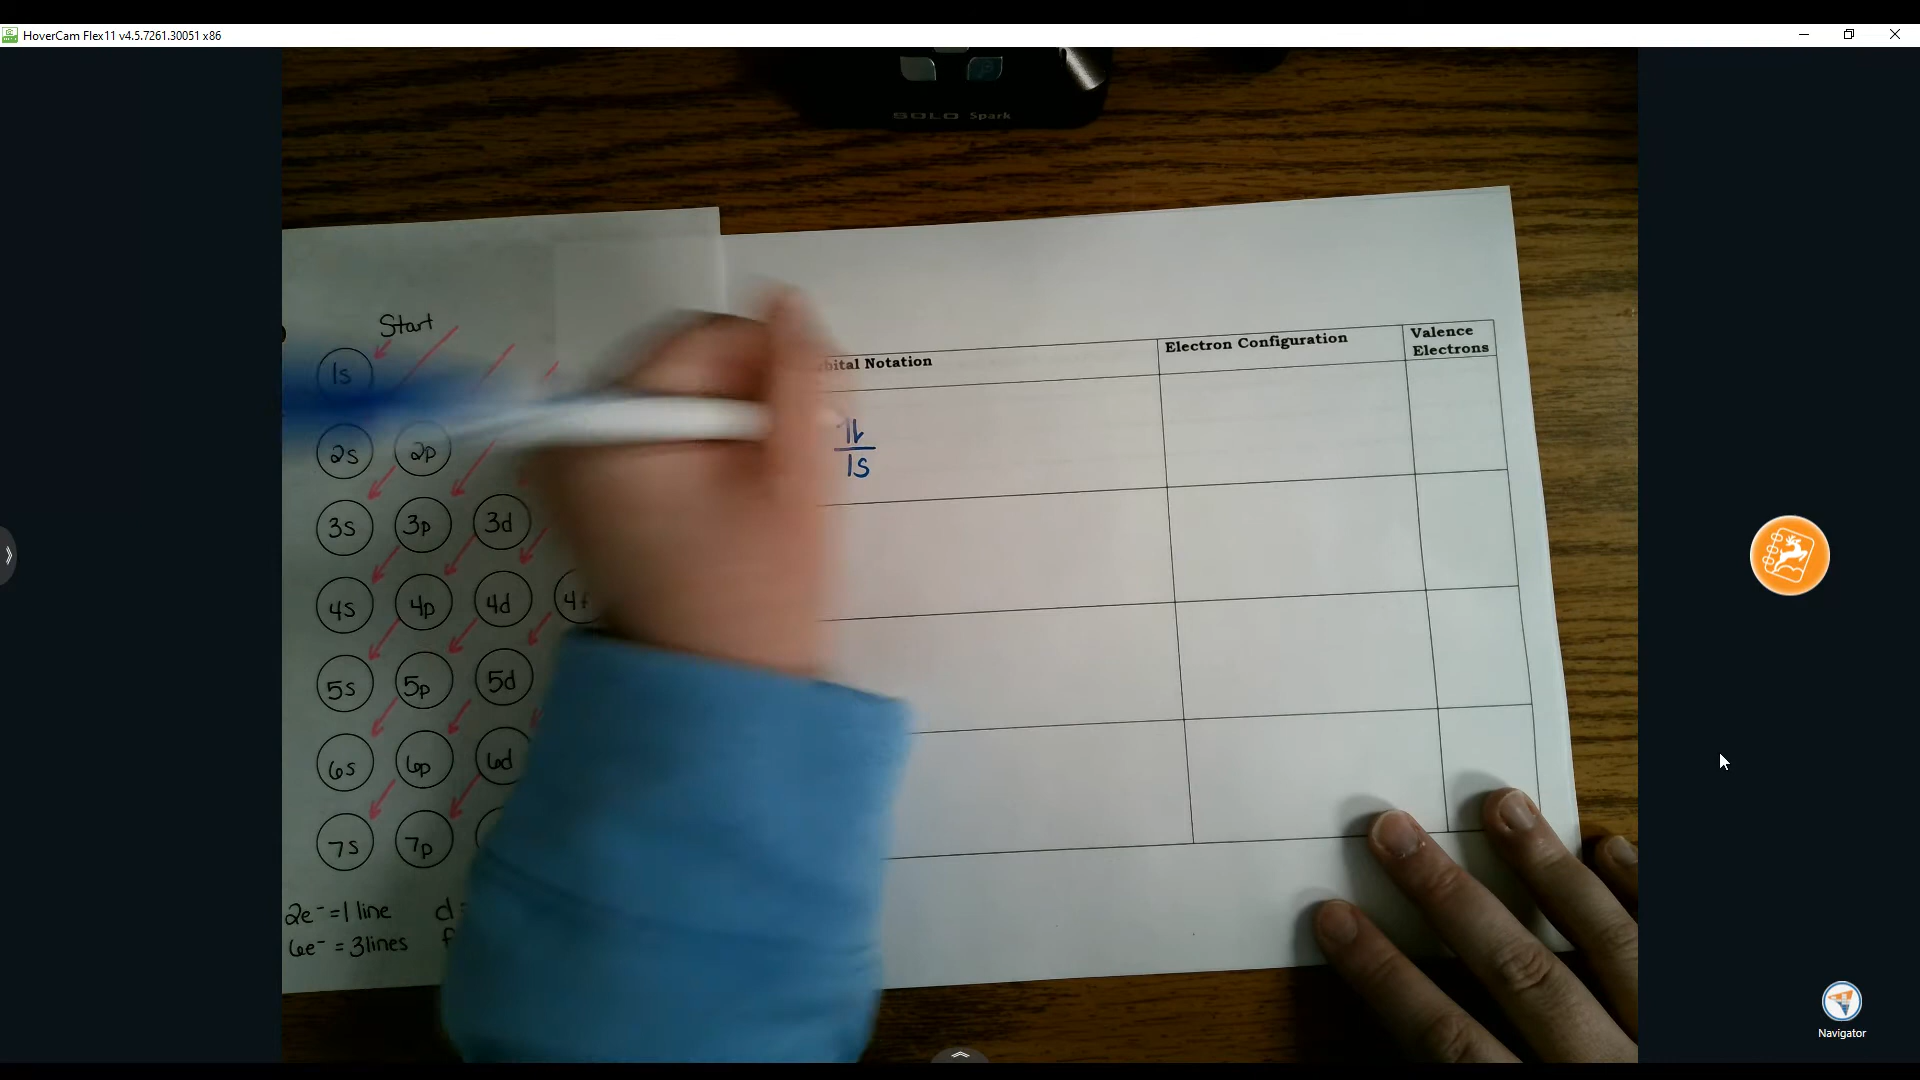 HoverCam Flex11 v4.5.7261.30051 x86
SOLO Spark
Start
1s
2s 2p
3s 3p 3d
4s 4p 4d 4f
5s 5p 5d
6s 6p 6d
7s 7p
2e⁻ = 1 line d =
6e⁻ = 3 lines f
bital Notation Electron Configuration Valence
Electrons
1s
Navigator